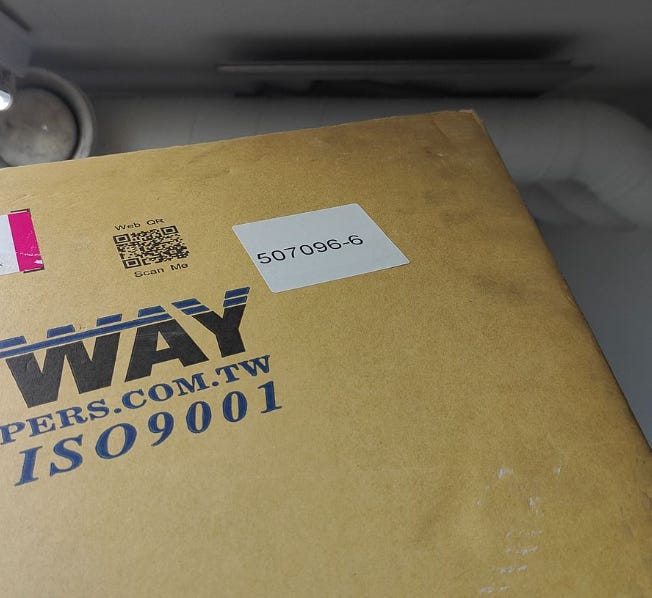 Web QR
Scan Me
507096-6
WAY
PERS.COM.TW
ISO9001